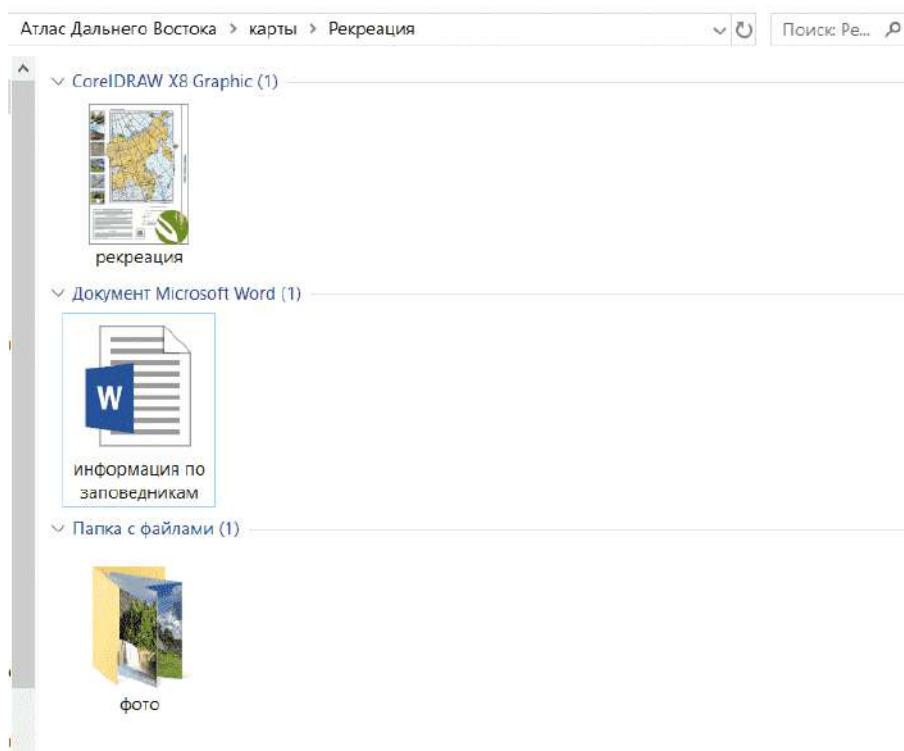 Атлас Дальнего Востока > карты > Рекреация
Поиск: Ре...
CorelDRAW X8 Graphic (1)
рекреация
Документ Microsoft Word (1)
W
информация по
заповедникам
Папка с файлами (1)
фото